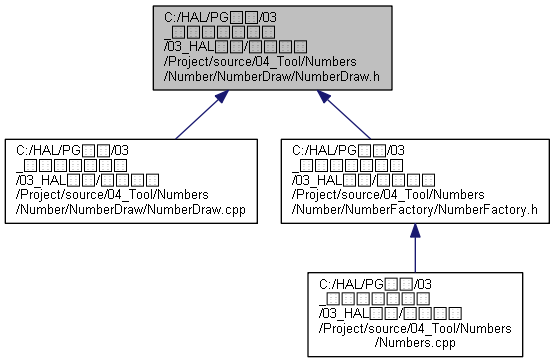 C:/HAL/PG□□/03
_□□□□□□□
/03_HAL□□/□□□□
/Project/source/04_Tool/Numbers
/Number/NumberDraw/NumberDraw.h
C:/HAL/PG□□/03
_□□□□□□□
/03_HAL□□/□□□□
/Project/source/04_Tool/Numbers
/Number/NumberDraw/NumberDraw.cpp
C:/HAL/PG□□/03
_□□□□□□□
/03_HAL□□/□□□□
/Project/source/04_Tool/Numbers
/Number/NumberFactory/NumberFactory.h
C:/HAL/PG□□/03
_□□□□□□□
/03_HAL□□/□□□□
/Project/source/04_Tool/Numbers
/Numbers.cpp